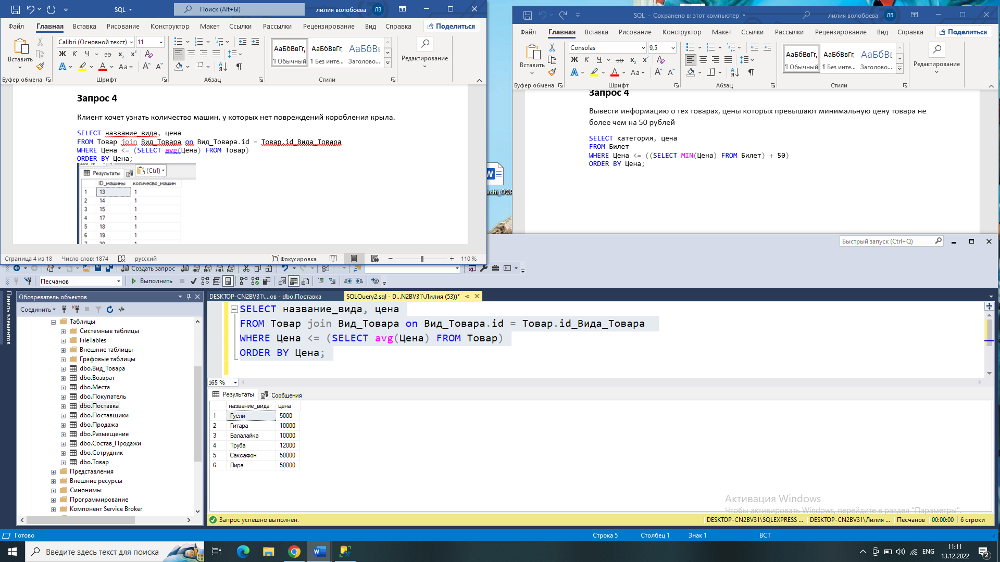 SQL
Поиск (Alt+Ы)
лилия волобоева
ЛВ
Файл Главная Вставка Рисование Конструктор Макет Ссылки Рассылки Рецензирование Вид Справка Поделиться
Calibri (Основной текст) 11
Вставить
Ж К Ч ab x₂ x²
АаБбВвГг, АаБбВвГг, АаБбВв
¶ Обычный ¶ Без инте... Заголово...
Редактирование
Буфер обмена Шрифт Абзац Стили
Запрос 4
Клиент хочет узнать количество машин, у которых нет повреждений коробления крыла.
SELECT название_вида, цена
FROM Товар join Вид_Товара on Вид_Товара.id = Товар.id_Вида_Товара
WHERE Цена <= (SELECT avg(Цена) FROM Товар)
ORDER BY Цена;
Результаты
(Ctrl)
ID_машины количесво_машин
1 13 1
2 14 1
3 15 1
4 17 1
5 18 1
6 19 1
7 20 1
Страница 4 из 18 Число слов: 1874 русский Фокусировка 110 %
SQL - Сохранено в: этот компьютер
лилия волобоева
ЛВ
Файл Главная Вставка Рисование Конструктор Макет Ссылки Рассылки Рецензирование Вид Справка Поделиться
Consolas 9,5
Вставить
Ж К Ч ab x₂ x²
АаБбВвГг, АаБбВвГг, АаБбВв
¶ Обычный ¶ Без инте... Заголово...
Редактирование
Буфер обмена Шрифт Абзац Стили
Запрос 4
Вывести информацию о тех товарах, цены которых превышают минимальную цену товара не
более чем на 50 рублей
SELECT категория, цена
FROM Билет
WHERE Цена <= ((SELECT MIN(Цена) FROM Билет) + 50)
ORDER BY Цена;
achi_OOP
Быстрый запуск (Ctrl+Q)
Создать запрос MDX DMX XMLA DAX
Песчанов Выполнить
Панель элементов
Обозреватель объектов
Соединить
Таблицы
Системные таблицы
FileTables
Внешние таблицы
Графовые таблицы
dbo.Вид_Товара
dbo.Возврат
dbo.Места
dbo.Покупатель
dbo.Поставка
dbo.Поставщики
dbo.Продажа
dbo.Размещение
dbo.Состав_Продажи
dbo.Сотрудник
dbo.Товар
Представления
Внешние ресурсы
Синонимы
Программирование
Компонент Service Broker
DESKTOP-CN2BV31\...ов - dbo.Поставка
SQLQuery2.sql - D...N2BV31\Лилия (53))*
SELECT название_вида, цена
FROM Товар join Вид_Товара on Вид_Товара.id = Товар.id_Вида_Товара
WHERE Цена <= (SELECT avg(Цена) FROM Товар)
ORDER BY Цена;
165 %
Результаты Сообщения
название_вида цена
1 Гусли 5000
2 Гитара 10000
3 Балалайка 10000
4 Труба 12000
5 Саксафон 50000
6 Лира 50000
Активация Windows
Чтобы активировать Windows, перейдите в раздел "Параметры".
Запрос успешно выполнен.
DESKTOP-CN2BV31\SQLEXPRESS ... DESKTOP-CN2BV31\Лилия ... Песчанов 00:00:00 6 строки
Готово Строка 5 Столбец 1 Знак 1 ВСТ
Введите здесь текст для поиска
ENG
11:11
13.12.2022
2